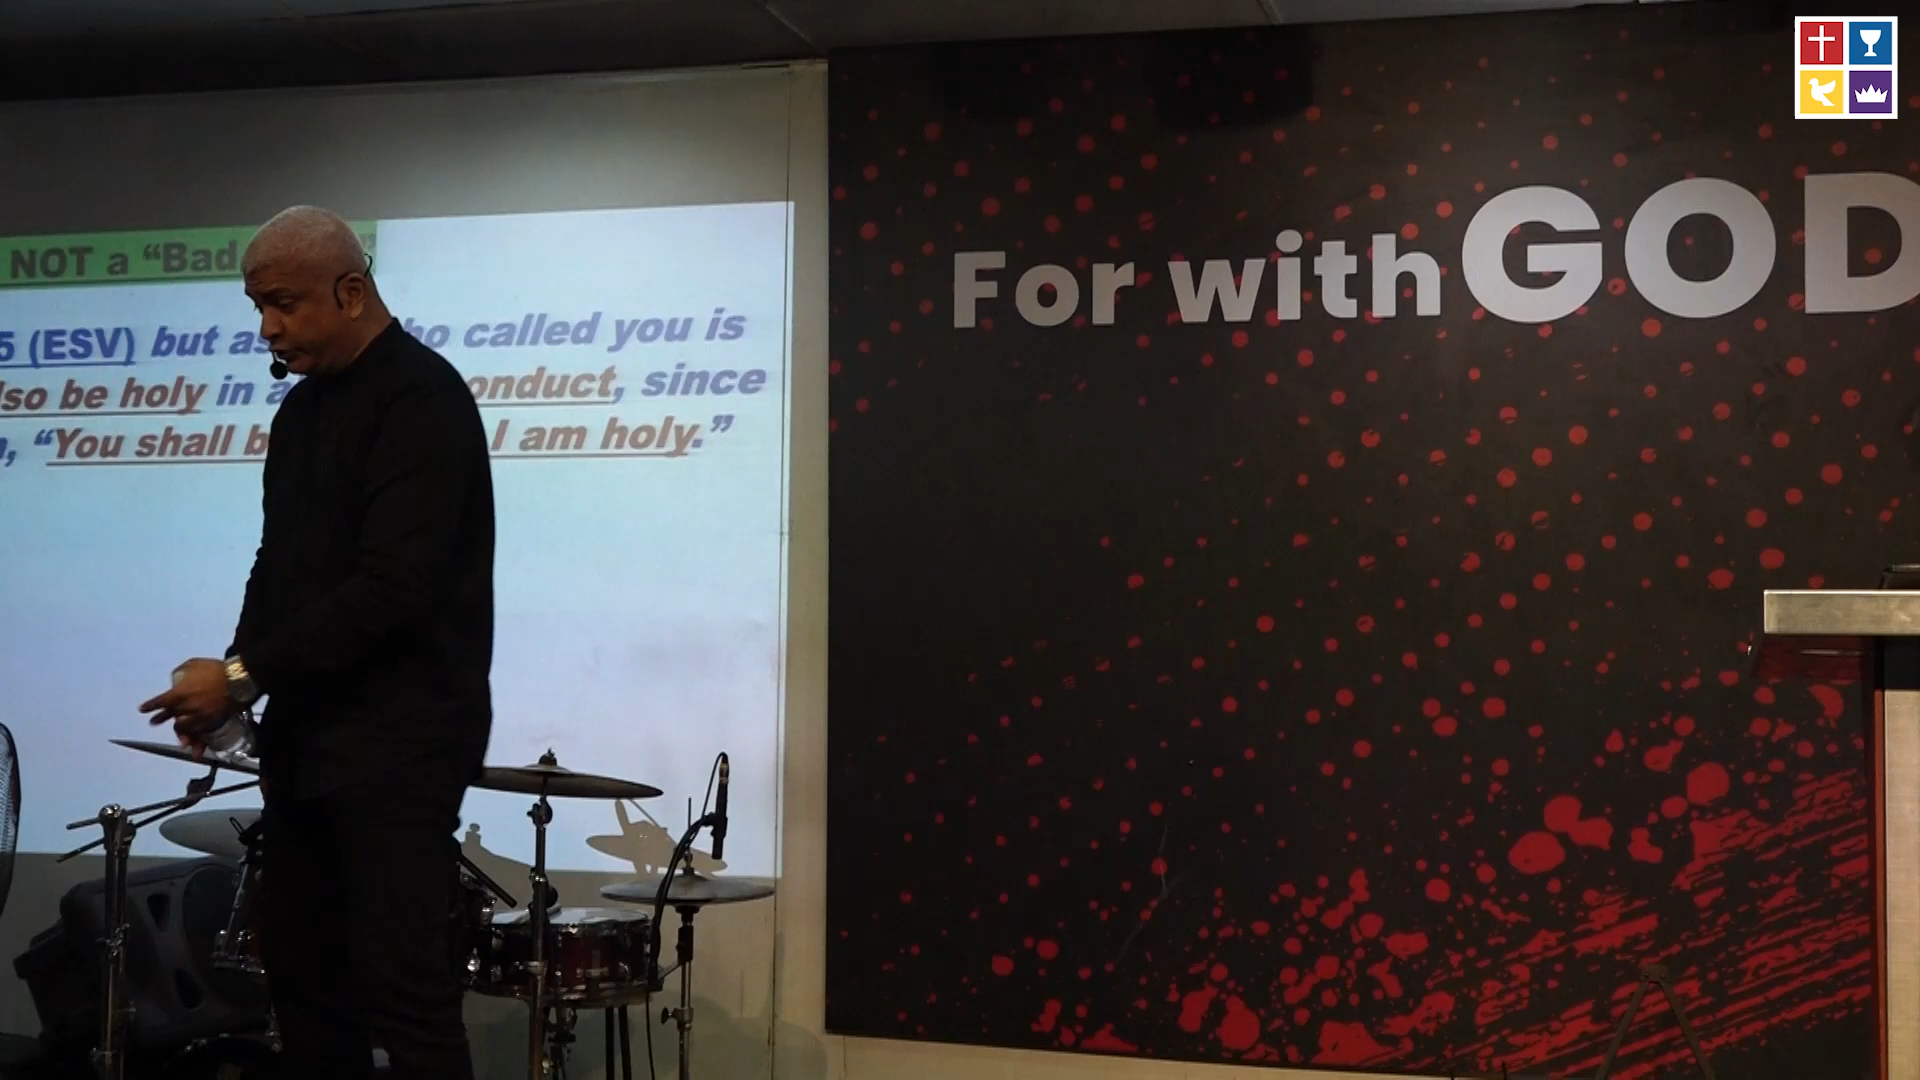 NOT a “Bad ”
5 (ESV) but as ho called you is
lso be holy in a onduct, since
, “You shall b I am holy.”
For with GOD